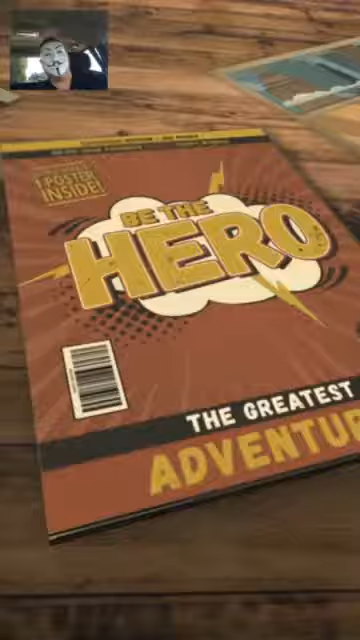 1 POSTER
INSIDE!
BE THE
HERO
THE GREATEST
ADVENTUR